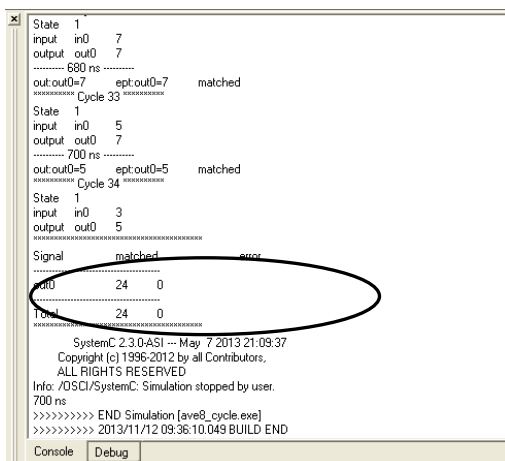 State 1
input in0 7
output out0 7
--------- 680 ns ----------
out:out0=7 ept:out0=7 matched
********** Cycle 33 **********
State 1
input in0 5
output out0 7
--------- 700 ns ----------
out:out0=5 ept:out0=5 matched
********** Cycle 34 **********
State 1
input in0 3
output out0 5
******************************************
Signal matched error
------------------------------------------
out0 24 0
------------------------------------------
Total 24 0
******************************************
SystemC 2.3.0-ASI --- May 7 2013 21:09:37
Copyright (c) 1996-2012 by all Contributors,
ALL RIGHTS RESERVED
Info: /OSCI/SystemC: Simulation stopped by user.
700 ns
>>>>>>>>>> END Simulation [ave8_cycle.exe]
>>>>>>>>>> 2013/11/12 09:36:10.049 BUILD END
Console Debug